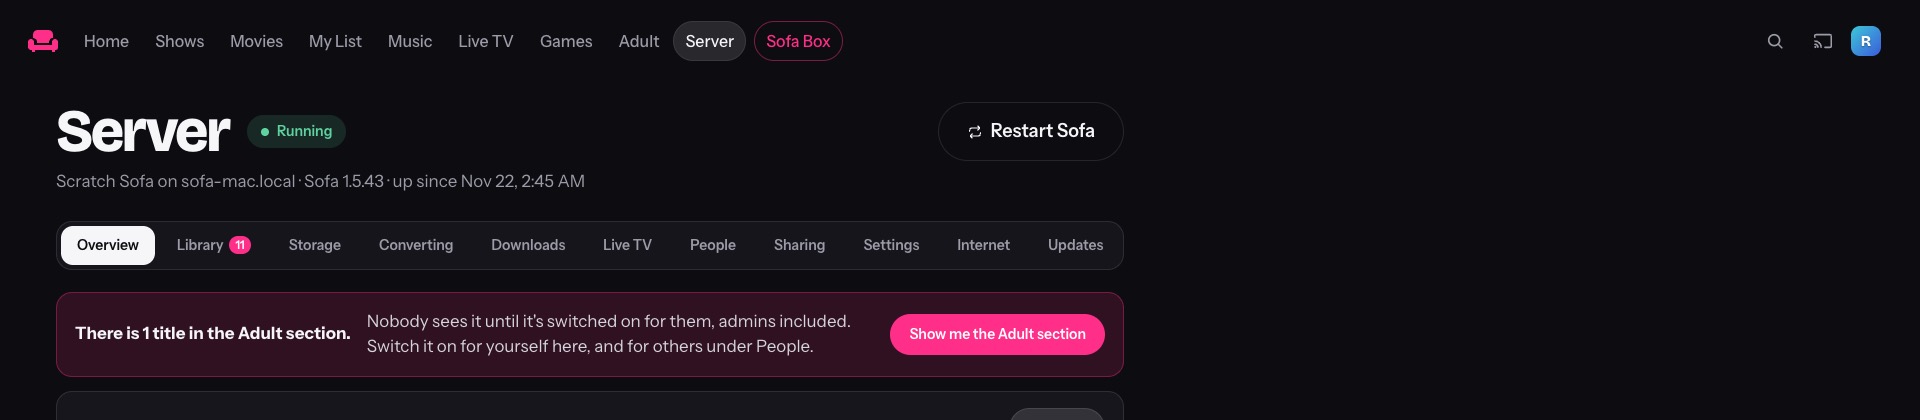 Home Shows Movies My List Music Live TV Games Adult Server Sofa Box R
Server Running Restart Sofa
Scratch Sofa on sofa-mac.local · Sofa 1.5.43 · up since Nov 22, 2:45 AM
Overview Library 11 Storage Converting Downloads Live TV People Sharing Settings Internet Updates
There is 1 title in the Adult section.
Nobody sees it until it's switched on for them, admins included.
Switch it on for yourself here, and for others under People.
Show me the Adult section